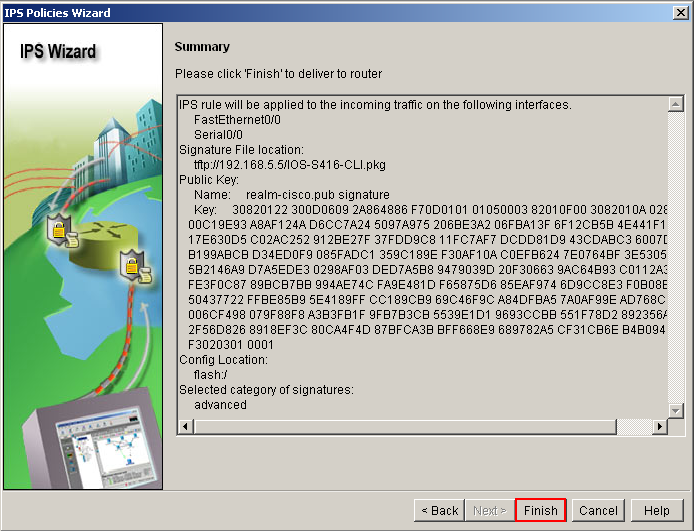 IPS Policies Wizard
IPS Wizard
Summary
Please click 'Finish' to deliver to router
IPS rule will be applied to the incoming traffic on the following interfaces.
FastEthernet0/0
Serial0/0
Signature File location:
tftp://192.168.5.5/IOS-S416-CLI.pkg
Public Key:
Name: realm-cisco.pub signature
Key: 30820122 300D0609 2A864886 F70D0101 01050003 82010F00 3082010A 028
00C19E93 A8AF124A D6CC7A24 5097A975 206BE3A2 06FBA13F 6F12CB5B 4E441F1
17E630D5 C02AC252 912BE27F 37FDD9C8 11FC7AF7 DCDD81D9 43CDABC3 6007D
B199ABCB D34ED0F9 085FADC1 359C189E F30AF10A C0EFB624 7E0764BF 3E5305
5B2146A9 D7A5EDE3 0298AF03 DED7A5B8 9479039D 20F30663 9AC64B93 C0112A3
FE3F0C87 89BCB7BB 994AE74C FA9E481D F65875D6 85EAF974 6D9CC8E3 F0B08B
50437722 FFBE85B9 5E4189FF CC189CB9 69C46F9C A84DFBA5 7A0AF99E AD768C
006CF498 079F88F8 A3B3FB1F 9FB7B3CB 5539E1D1 9693CCBB 551F78D2 892356A
2F56D826 8918EF3C 80CA4F4D 87BFCA3B BFF668E9 689782A5 CF31CB6E B4B094
F3020301 0001
Config Location:
flash:/
Selected category of signatures:
advanced
< Back Next > Finish Cancel Help